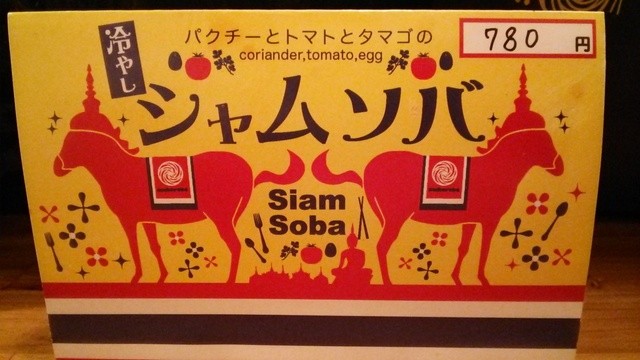 冷やし
パクチーとトマトとタマゴの
coriander,tomato,egg
780 円
シャムソバ
Siam
Soba